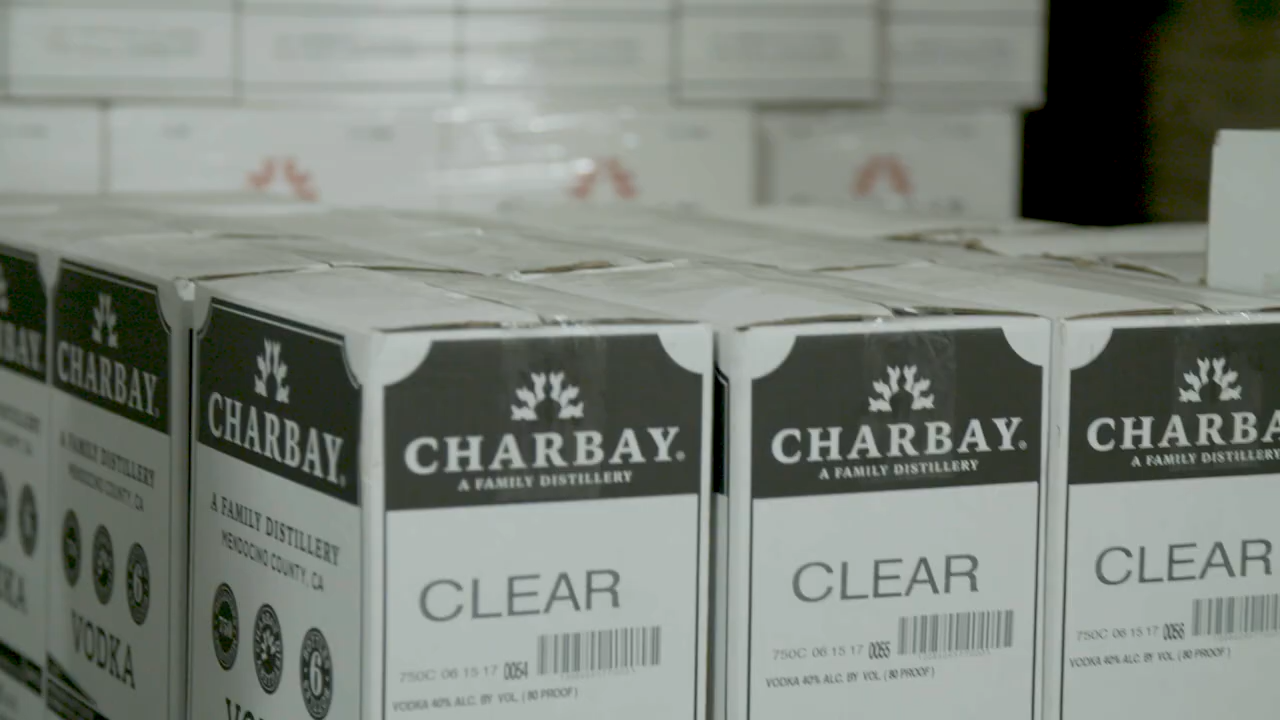 CHARBAY.
CHARBAY.
A FAMILY DISTILLERY
MENDOCINO COUNTY, CA
VODKA
CHARBAY.
A FAMILY DISTILLERY
MENDOCINO COUNTY, CA
6
CHARBAY.
A FAMILY DISTILLERY
CLEAR
750C 06 15 17 0054
VODKA 40% ALC. BY VOL. ( 80 PROOF )
CHARBAY.
A FAMILY DISTILLERY
CLEAR
750C 06 15 17 0055
VODKA 40% ALC. BY VOL. ( 80 PROOF )
CHARBA
A FAMILY DISTILLERY
CLEAR
750C 06 15 17 0056
VODKA 40% ALC. BY VOL. ( 80 PROOF )